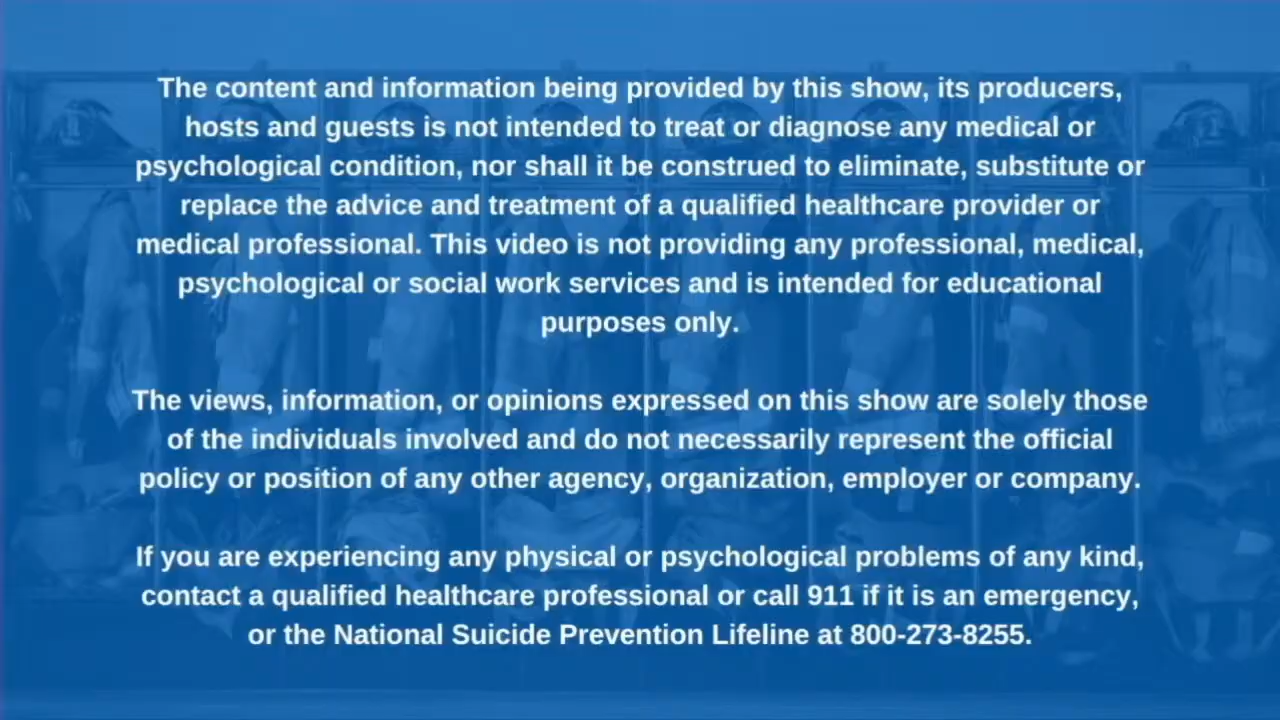 The content and information being provided by this show, its producers,
hosts and guests is not intended to treat or diagnose any medical or
psychological condition, nor shall it be construed to eliminate, substitute or
replace the advice and treatment of a qualified healthcare provider or
medical professional. This video is not providing any professional, medical,
psychological or social work services and is intended for educational
purposes only.
The views, information, or opinions expressed on this show are solely those
of the individuals involved and do not necessarily represent the official
policy or position of any other agency, organization, employer or company.
If you are experiencing any physical or psychological problems of any kind,
contact a qualified healthcare professional or call 911 if it is an emergency,
or the National Suicide Prevention Lifeline at 800-273-8255.